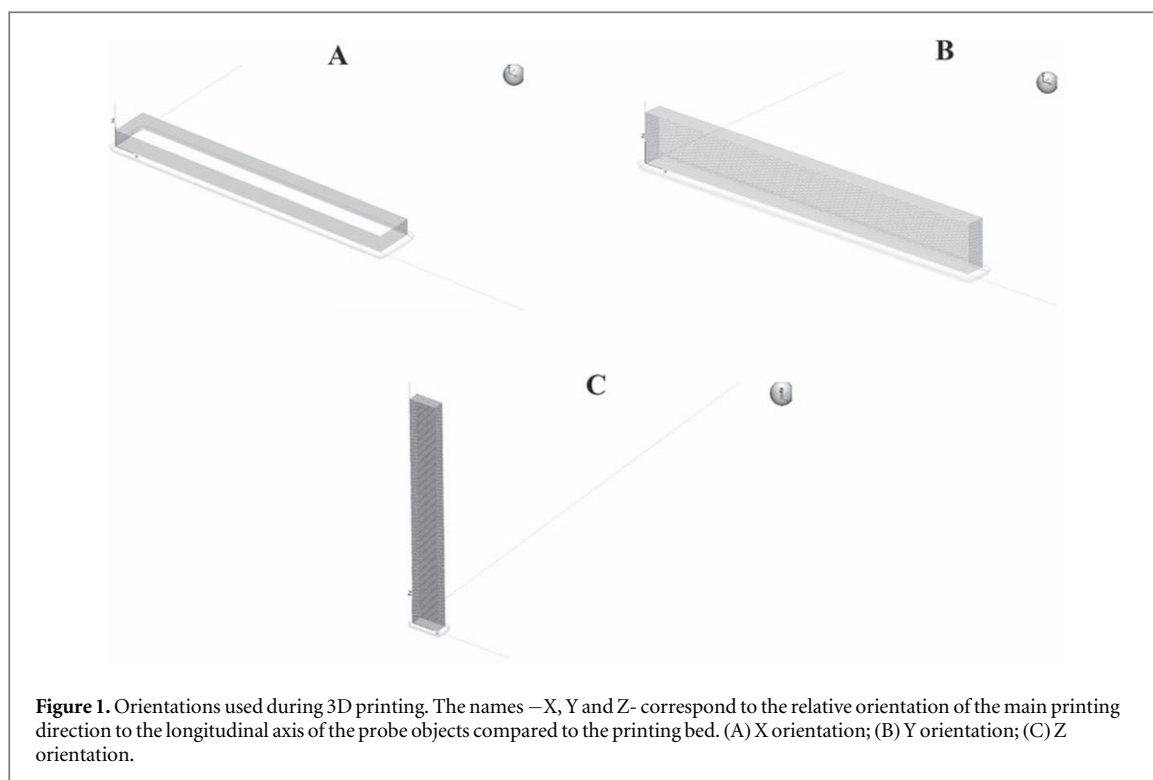 A
B
C
Figure 1. Orientations used during 3D printing. The names −X, Y and Z- correspond to the relative orientation of the main printing
direction to the longitudinal axis of the probe objects compared to the printing bed. (A) X orientation; (B) Y orientation; (C) Z
orientation.